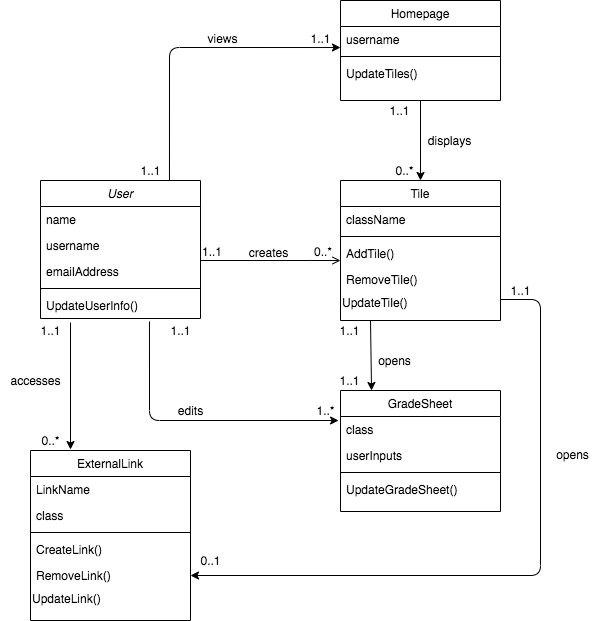 Homepage
username
UpdateTiles()
views
1..1
1..1
1..1
displays
0..*
User
name
username
emailAddress
UpdateUserInfo()
Tile
className
AddTile()
RemoveTile()
UpdateTile()
1..1
creates
0..*
1..1
1..1
1..1
1..1
accesses
opens
1..1
edits
1..*
GradeSheet
class
userInputs
UpdateGradeSheet()
opens
0..*
ExternalLink
LinkName
class
CreateLink()
RemoveLink()
UpdateLink()
0..1